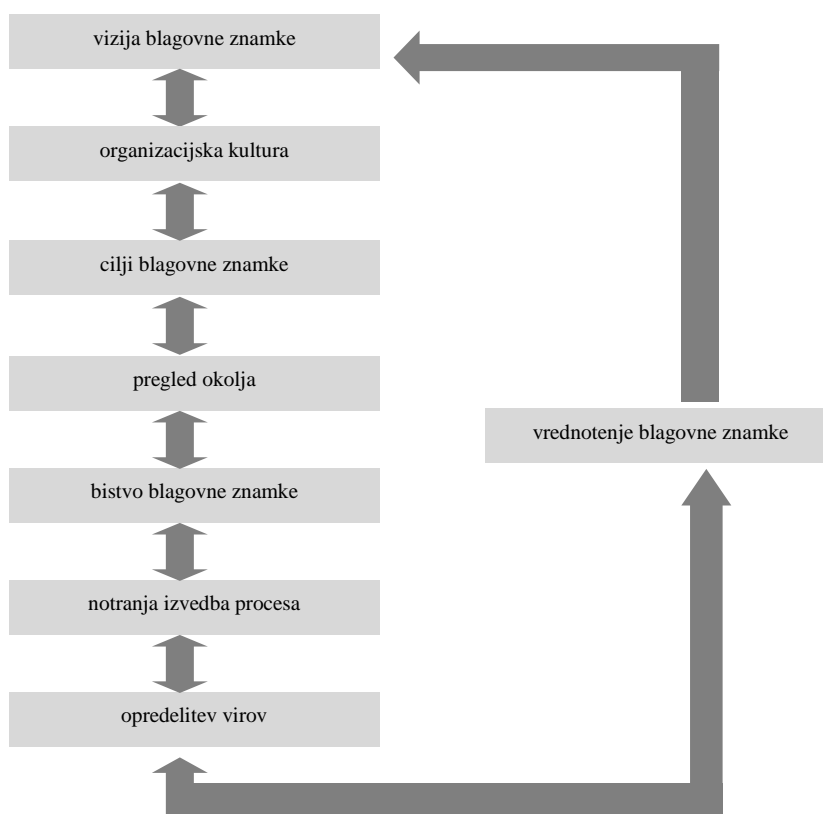 vizija blagovne znamke
organizacijska kultura
cilji blagovne znamke
pregled okolja
vrednotenje blagovne znamke
bistvo blagovne znamke
notranja izvedba procesa
opredelitev virov